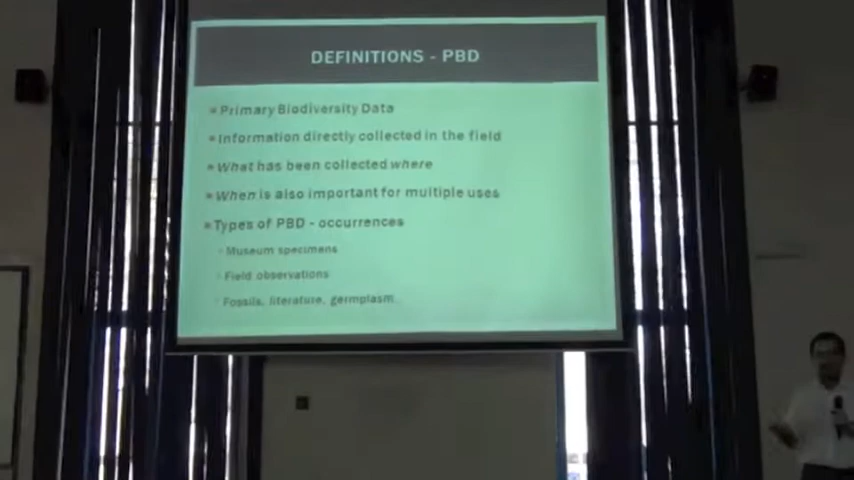 DEFINITIONS - PBD
Primary Biodiversity Data
Information directly collected in the field
What has been collected where
When is also important for multiple uses
Types of PBD - occurrences
Museum specimens
Field observations
Fossils, literature, germplasm